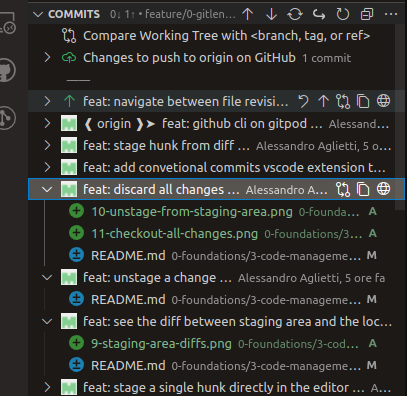 COMMITS 0↓ 1↑ • feature/0-gitlen...
Compare Working Tree with <branch, tag, or ref>
Changes to push to origin on GitHub 1 commit
feat: navigate between file revisi...
❰ origin ❱➤ feat: github cli on gitpod ... Alessand...
feat: stage hunk from diff ... Alessandro Aglietti, 5 o...
feat: add convetional commits vscode extension t...
feat: discard all changes ... Alessandro A...
10-unstage-from-staging-area.png 0-founda... A
11-checkout-all-changes.png 0-foundations/3... A
README.md 0-foundations/3-code-manageme... M
feat: unstage a change ... Alessandro Aglietti, 5 ore fa
README.md 0-foundations/3-code-manageme... M
feat: see the diff between staging area and the loc...
9-staging-area-diffs.png 0-foundations/3-cod... A
README.md 0-foundations/3-code-manageme... M
feat: stage a single hunk directly in the editor ... A...